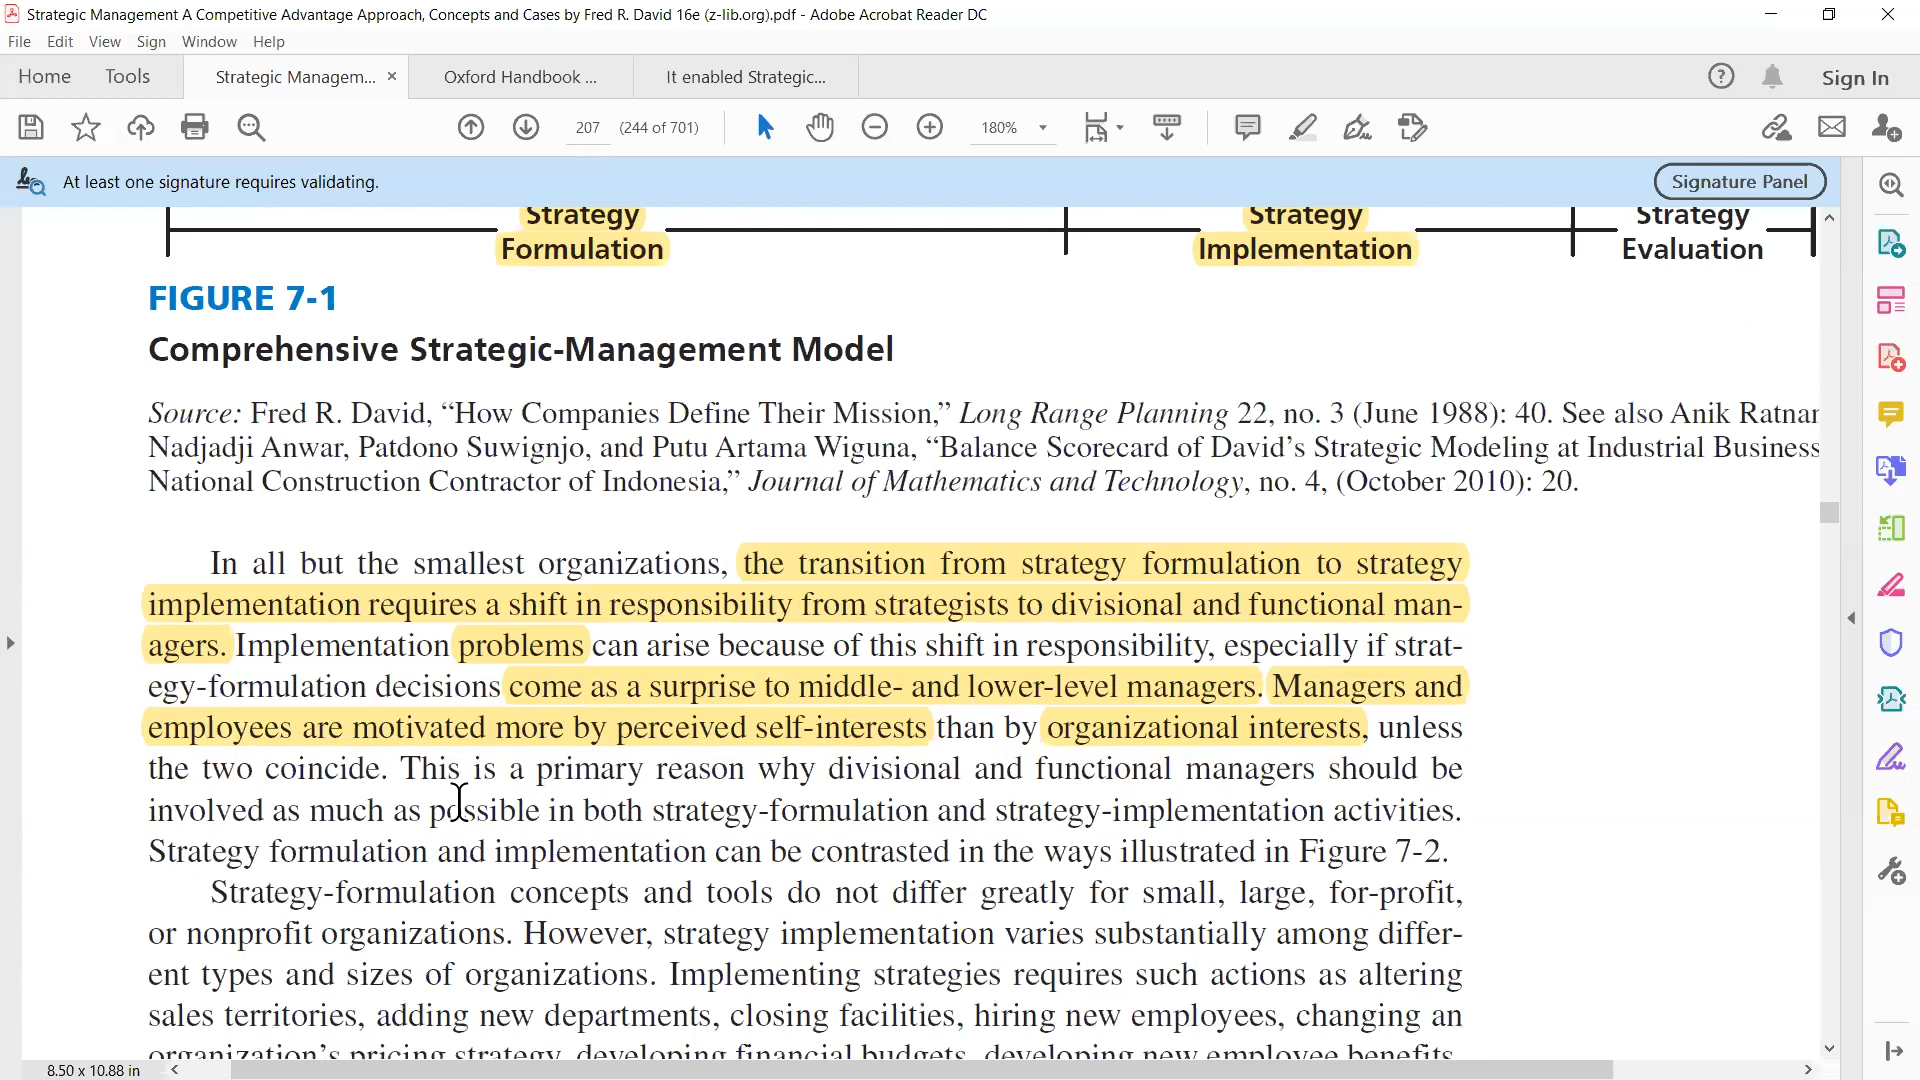 Strategic Management A Competitive Advantage Approach, Concepts and Cases by Fred R. David 16e (z-lib.org).pdf - Adobe Acrobat Reader DC
File Edit View Sign Window Help
Home Tools Strategic Managem... × Oxford Handbook ... It enabled Strategic... ? Sign In
207 (244 of 701) 180%
At least one signature requires validating. Signature Panel
Strategy Strategy Strategy
Formulation Implementation Evaluation
FIGURE 7-1
Comprehensive Strategic-Management Model
Source: Fred R. David, “How Companies Define Their Mission,” Long Range Planning 22, no. 3 (June 1988): 40. See also Anik Ratnan
Nadjadji Anwar, Patdono Suwignjo, and Putu Artama Wiguna, “Balance Scorecard of David’s Strategic Modeling at Industrial Business
National Construction Contractor of Indonesia,” Journal of Mathematics and Technology, no. 4, (October 2010): 20.
In all but the smallest organizations, the transition from strategy formulation to strategy
implementation requires a shift in responsibility from strategists to divisional and functional man-
agers. Implementation problems can arise because of this shift in responsibility, especially if strat-
egy-formulation decisions come as a surprise to middle- and lower-level managers. Managers and
employees are motivated more by perceived self-interests than by organizational interests, unless
the two coincide. This is a primary reason why divisional and functional managers should be
involved as much as possible in both strategy-formulation and strategy-implementation activities.
Strategy formulation and implementation can be contrasted in the ways illustrated in Figure 7-2.
Strategy-formulation concepts and tools do not differ greatly for small, large, for-profit,
or nonprofit organizations. However, strategy implementation varies substantially among differ-
ent types and sizes of organizations. Implementing strategies requires such actions as altering
sales territories, adding new departments, closing facilities, hiring new employees, changing an
organization’s pricing strategy, developing financial budgets, developing new employee benefits,
8.50 x 10.88 in